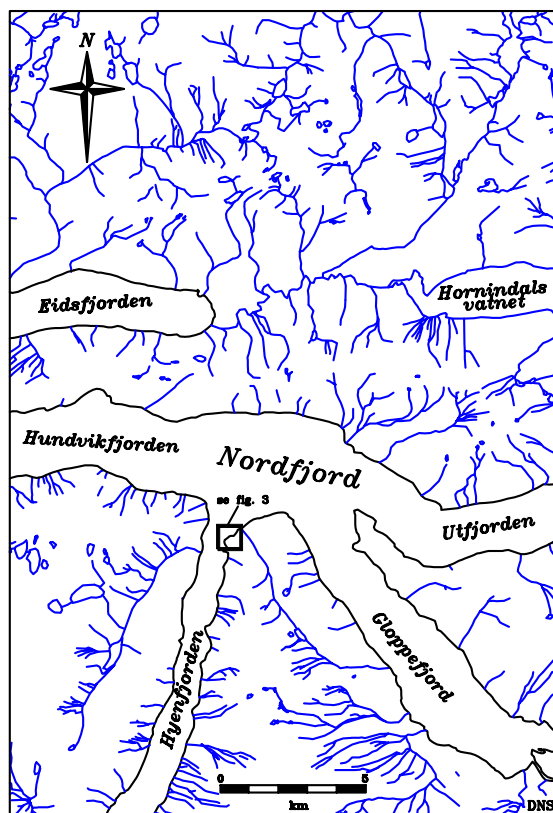 N
Eidsfjorden
Hornindals
vatnet
Hundvikfjorden
Nordfjord
se fig. 3
Utfjorden
Gloppefjord
Hyenfjorden
0 5
km
DNS